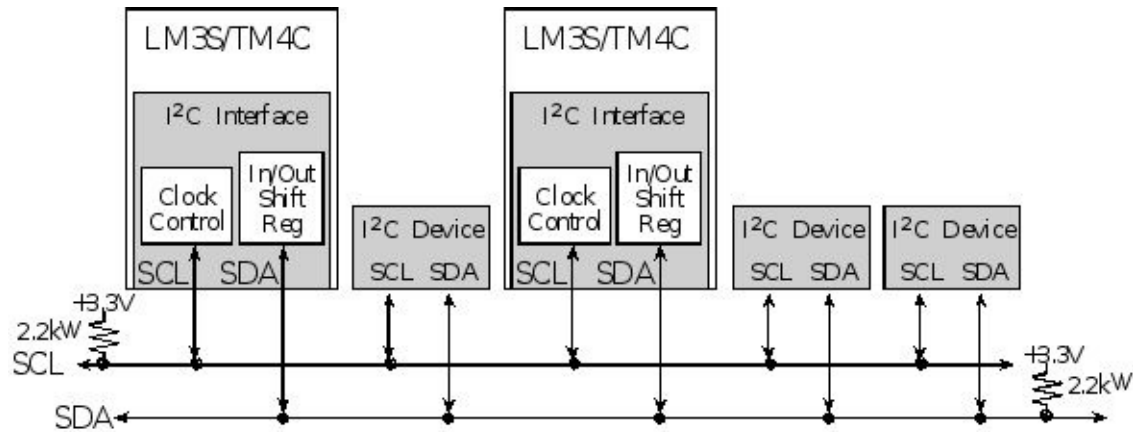 LM3S/TM4C
I²C Interface
Clock
Control
In/Out
Shift
Reg
SCL SDA
I²C Device
SCL SDA
LM3S/TM4C
I²C Interface
Clock
Control
In/Out
Shift
Reg
SCL SDA
I²C Device
SCL SDA
I²C Device
SCL SDA
+3.3V
2.2kW
SCL
+3.3V
2.2kW
SDA